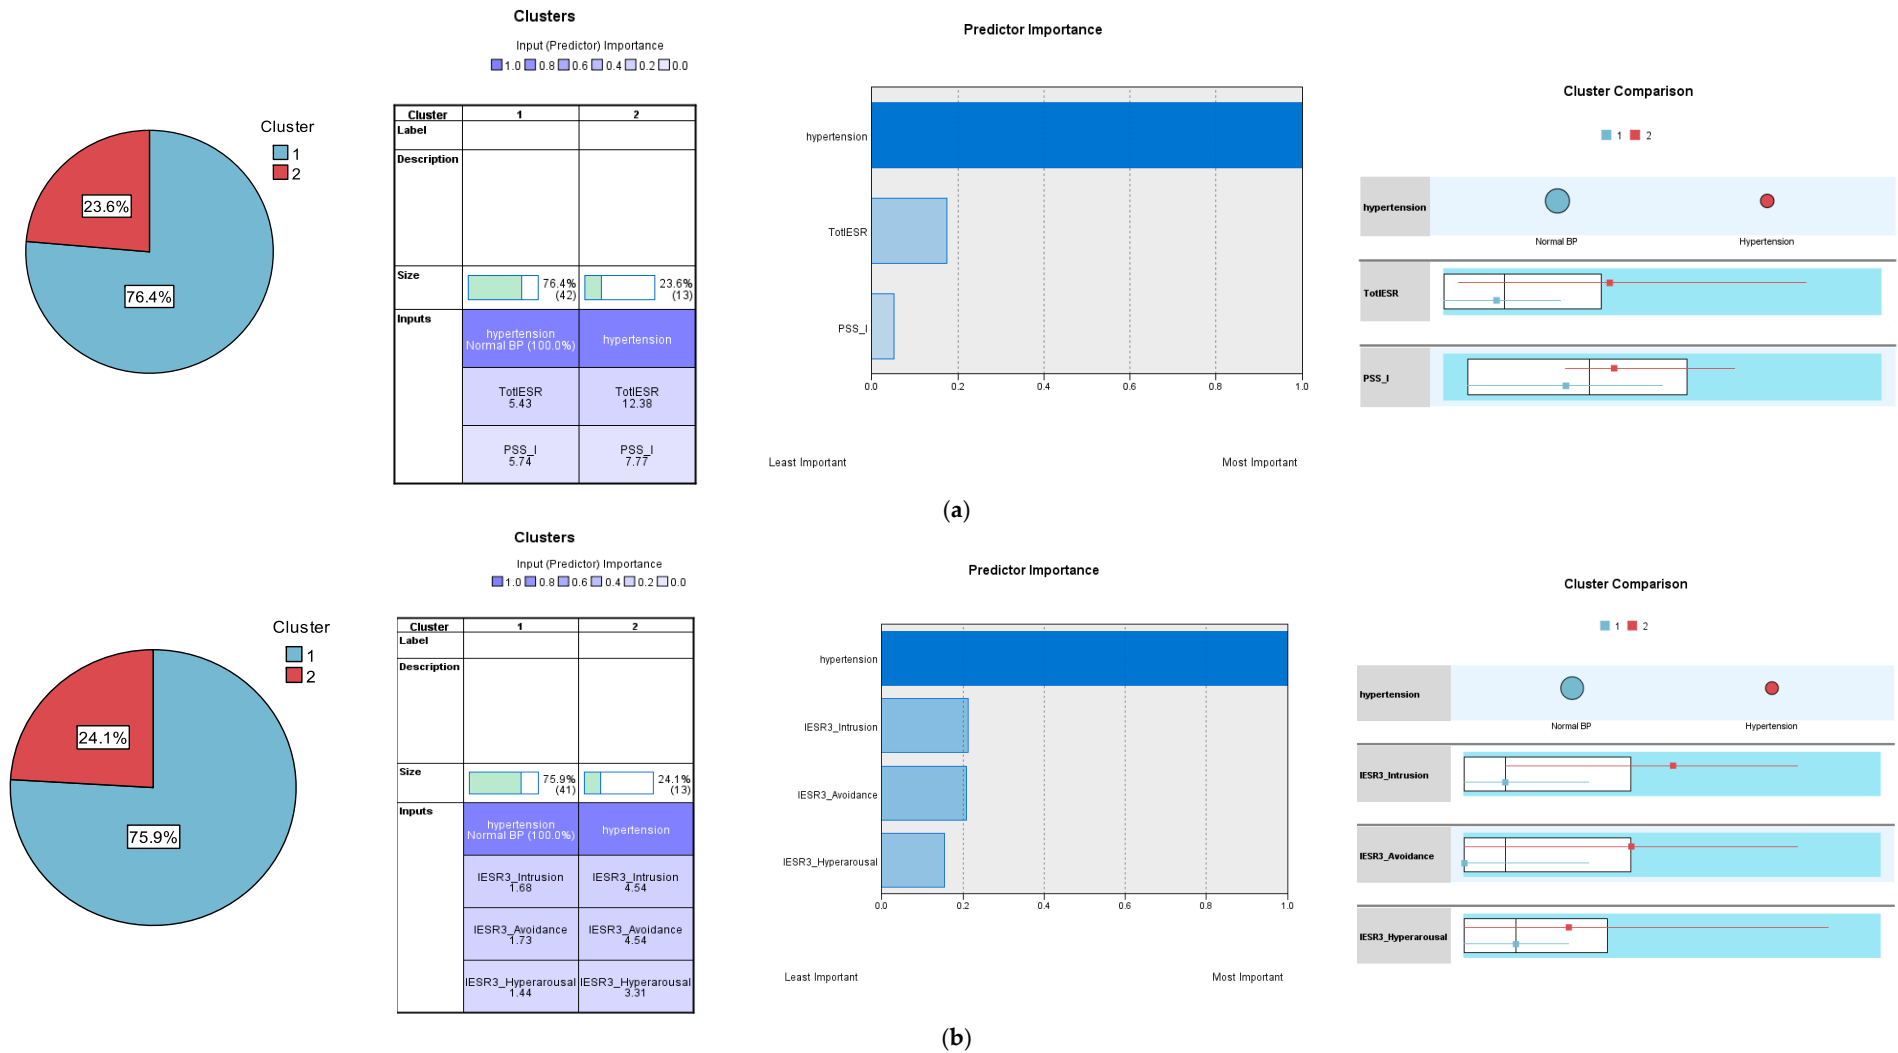 Cluster
1
2
23.6%
76.4%
Clusters
Input (Predictor) Importance
1.0 0.8 0.6 0.4 0.2 0.0
Cluster 1 2
Label
Description
Size
76.4%
(42)
23.6%
(13)
Inputs
hypertension
Normal BP (100.0%)
hypertension
TotIESR
5.43
TotIESR
12.38
PSS_I
5.74
PSS_I
7.77
Predictor Importance
hypertension
TotIESR
PSS_I
0.0 0.2 0.4 0.6 0.8 1.0
Least Important Most Important
Cluster Comparison
1 2
hypertension
Normal BP Hypertension
TotIESR
PSS_I
(a)
Cluster
1
2
24.1%
75.9%
Clusters
Input (Predictor) Importance
1.0 0.8 0.6 0.4 0.2 0.0
Cluster 1 2
Label
Description
Size
75.9%
(41)
24.1%
(13)
Inputs
hypertension
Normal BP (100.0%)
hypertension
IESR3_Intrusion
1.68
IESR3_Intrusion
4.54
IESR3_Avoidance
1.73
IESR3_Avoidance
4.54
IESR3_Hyperarousal
1.44
IESR3_Hyperarousal
3.31
Predictor Importance
hypertension
IESR3_Intrusion
IESR3_Avoidance
IESR3_Hyperarousal
0.0 0.2 0.4 0.6 0.8 1.0
Least Important Most Important
Cluster Comparison
1 2
hypertension
Normal BP Hypertension
IESR3_Intrusion
IESR3_Avoidance
IESR3_Hyperarousal
(b)